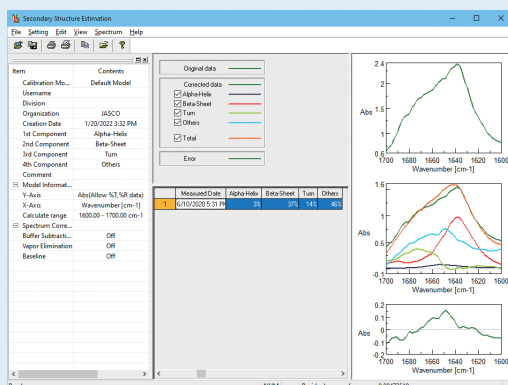 Secondary Structure Estimation
File Setting Edit View Spectrum Help
Item Contents
Calibration Mo... Default Model
Username
Division
Organization JASCO
Creation Date 1/20/2022 3:32 PM
1st Component Alpha-Helix
2nd Component Beta-Sheet
3rd Component Turn
4th Component Others
Comment
Model Informat...
Y-Axis Abs(Allow %T,%R data)
X-Axis Wavenumber [cm-1]
Calculate range 1600.00 - 1700.00 cm-1
Spectrum Corre...
Buffer Subtracti... Off
Vapor Elimination Off
Baseline Off
Original data
Corrected data
Alpha-Helix
Beta-Sheet
Turn
Others
Total
Error
Measured Date Alpha-Helix Beta-Sheet Turn Others
1 6/10/2020 5:31 PM 3% 37% 14% 46%
2.4
2
Abs 1.5
1
0.6
1700 1680 1660 1640 1620 1600
Wavenumber [cm-1]
1.6
1
Abs
0.5
-0.1
1700 1680 1660 1640 1620 1600
Wavenumber [cm-1]
0.2
0.1
Abs 0
-0.1
-0.2
1700 1680 1660 1640 1620 1600
Wavenumber [cm-1]